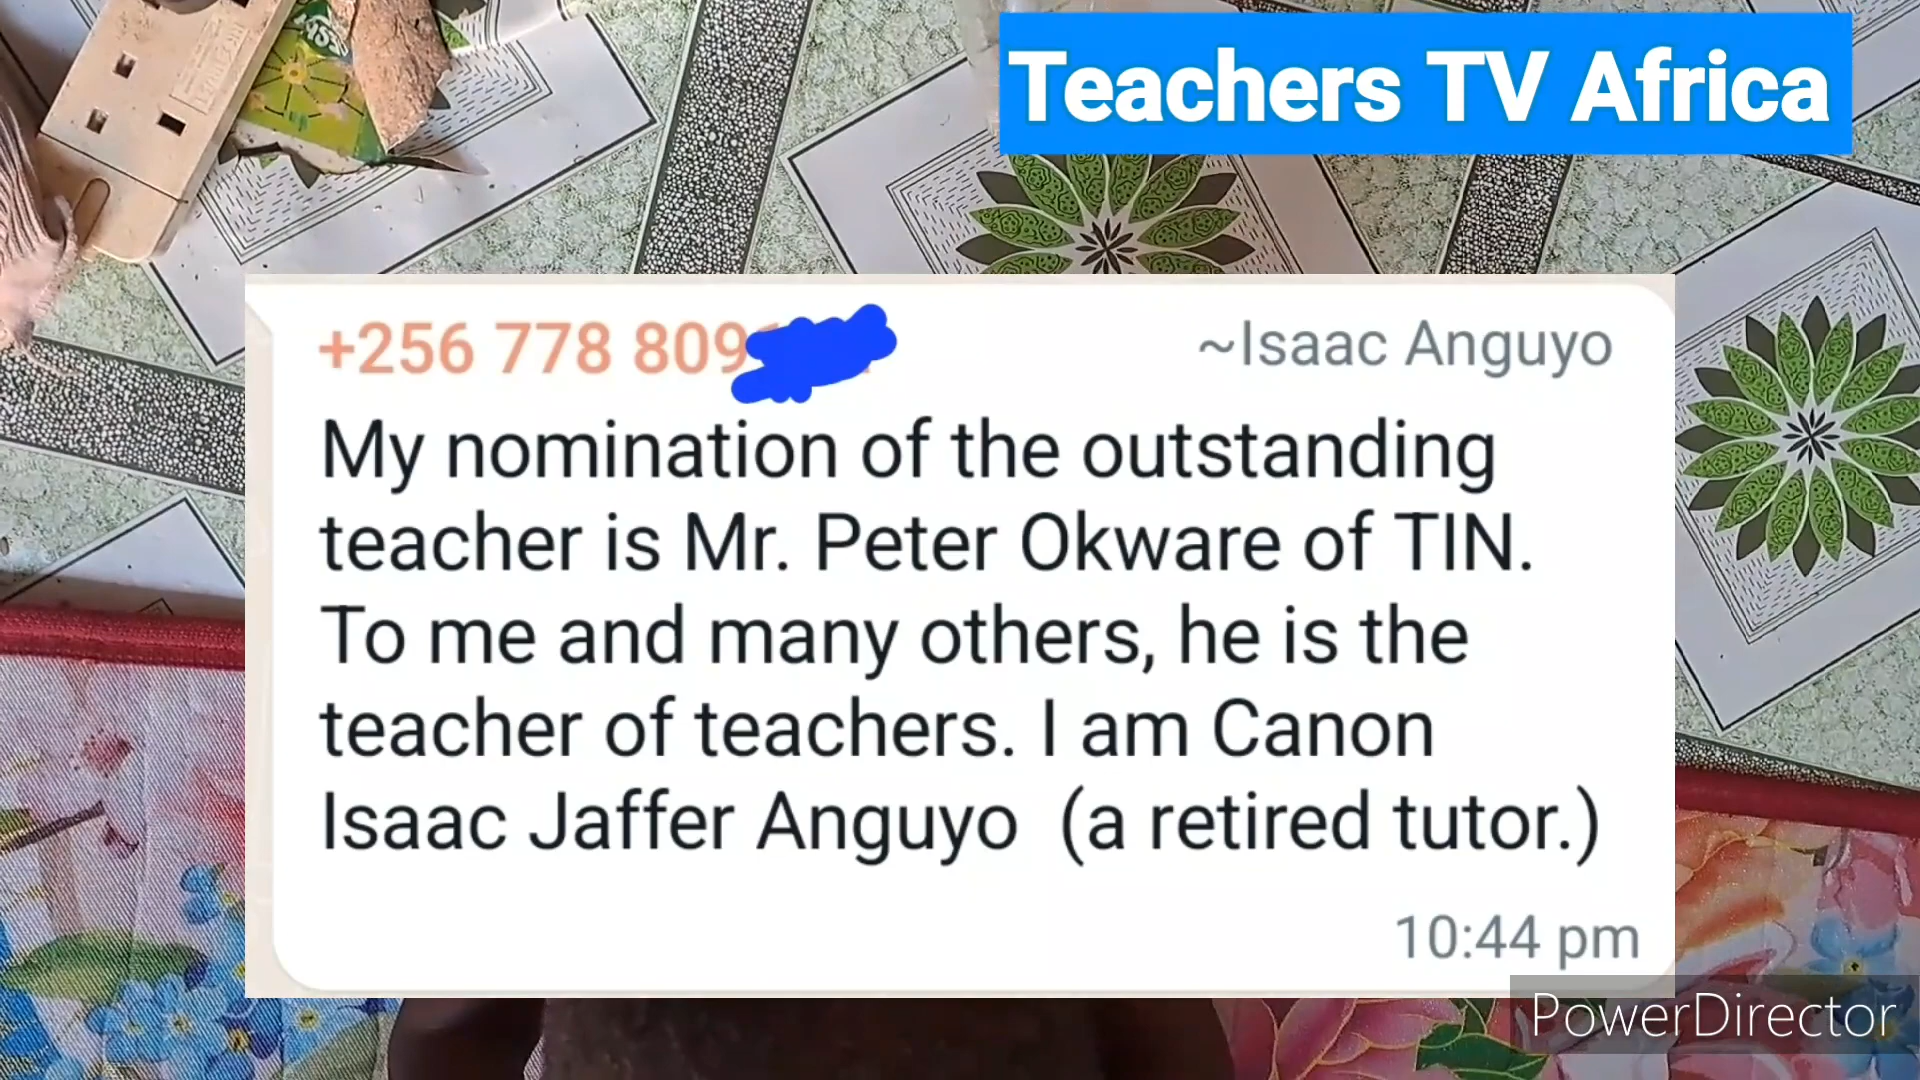 Teachers TV Africa
+256 778 809
~Isaac Anguyo
My nomination of the outstanding
teacher is Mr. Peter Okware of TIN.
To me and many others, he is the
teacher of teachers. I am Canon
Isaac Jaffer Anguyo (a retired tutor.)
10:44 pm
PowerDirector